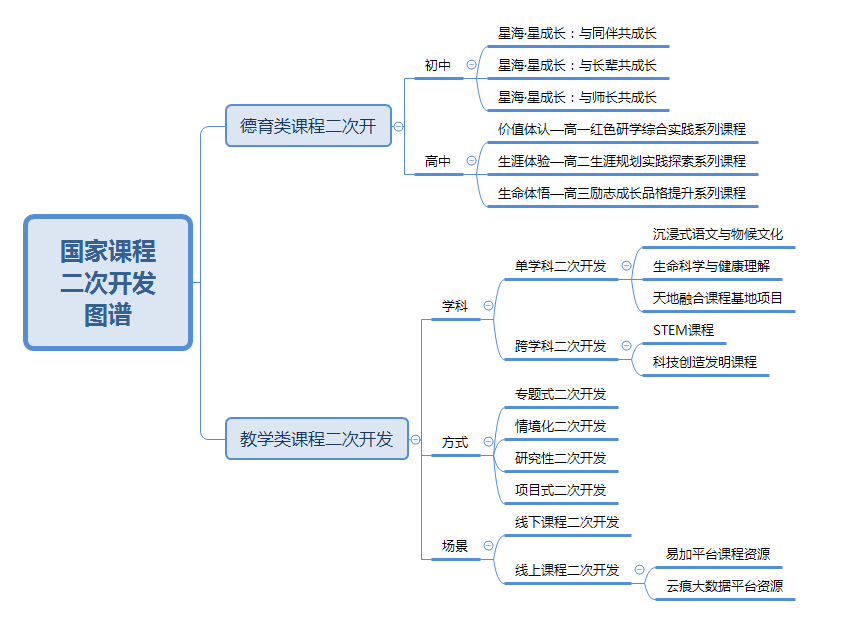 国家课程
二次开发
图谱
德育类课程二次开
初中
星海·星成长：与同伴共成长
星海·星成长：与长辈共成长
星海·星成长：与师长共成长
高中
价值体认—高一红色研学综合实践系列课程
生涯体验—高二生涯规划实践探索系列课程
生命体悟—高三励志成长品格提升系列课程
教学类课程二次开发
学科
单学科二次开发
沉浸式语文与物候文化
生命科学与健康理解
天地融合课程基地项目
跨学科二次开发
STEM课程
科技创造发明课程
方式
专题式二次开发
情境化二次开发
研究性二次开发
项目式二次开发
场景
线下课程二次开发
线上课程二次开发
易加平台课程资源
云痕大数据平台资源